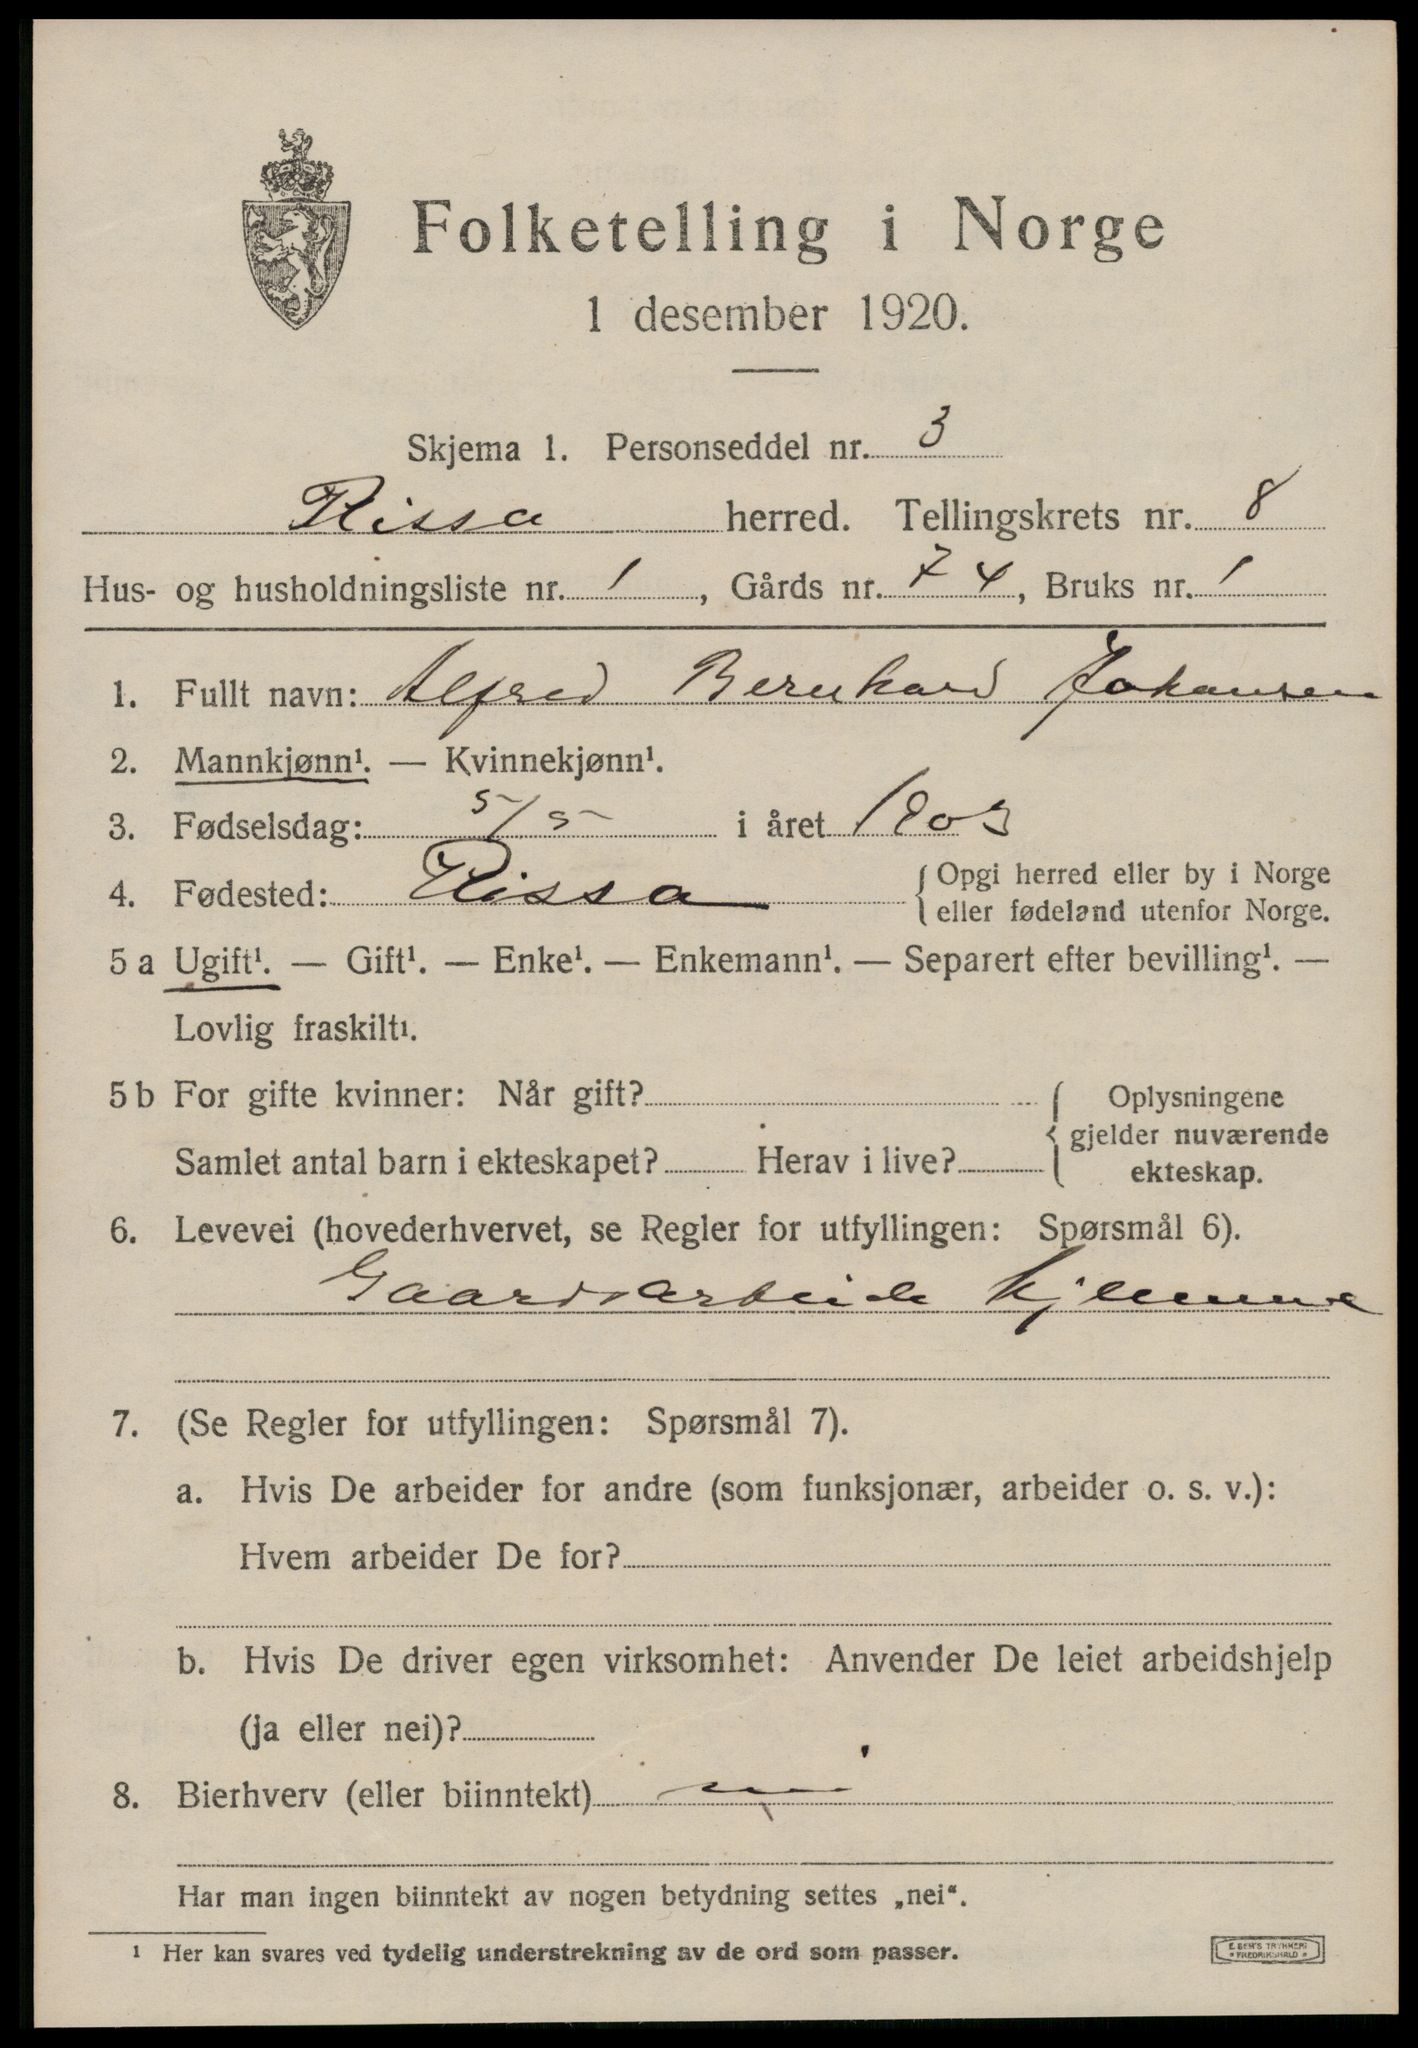 Folketelling i Norge
1 desember 1920.
Skjema 1. Personseddel nr. 3
Rissa herred. Tellingskrets nr. 8
Hus- og husholdningsliste nr. 1, Gårds nr. 74, Bruks nr. 1
1. Fullt navn: Alfred Bernhard Johansen
2. Mannkjønn¹. — Kvinnekjønn¹.
3. Fødselsdag: 5/5 i året 1903
4. Fødested: Rissa {Opgi herred eller by i Norge
eller fødeland utenfor Norge.
5 a Ugift¹. — Gift¹. — Enke¹. — Enkemann¹. — Separert efter bevilling¹. —
Lovlig fraskilt¹.
5 b For gifte kvinner: Når gift? { Oplysningene
gjelder nuværende
Samlet antal barn i ekteskapet? Herav i live? ekteskap.
6. Levevei (hovederhvervet, se Regler for utfyllingen: Spørsmål 6).
Gaardsarbeide hjemme
7. (Se Regler for utfyllingen: Spørsmål 7).
a. Hvis De arbeider for andre (som funksjonær, arbeider o. s. v.):
Hvem arbeider De for?
b. Hvis De driver egen virksomhet: Anvender De leiet arbeidshjelp
(ja eller nei)?
8. Bierhverv (eller biinntekt) nei
Har man ingen biinntekt av nogen betydning settes „nei“.
¹ Her kan svares ved tydelig understrekning av de ord som passer.
E. SEM'S TRYKKERI
* FREDRIKSHALD *